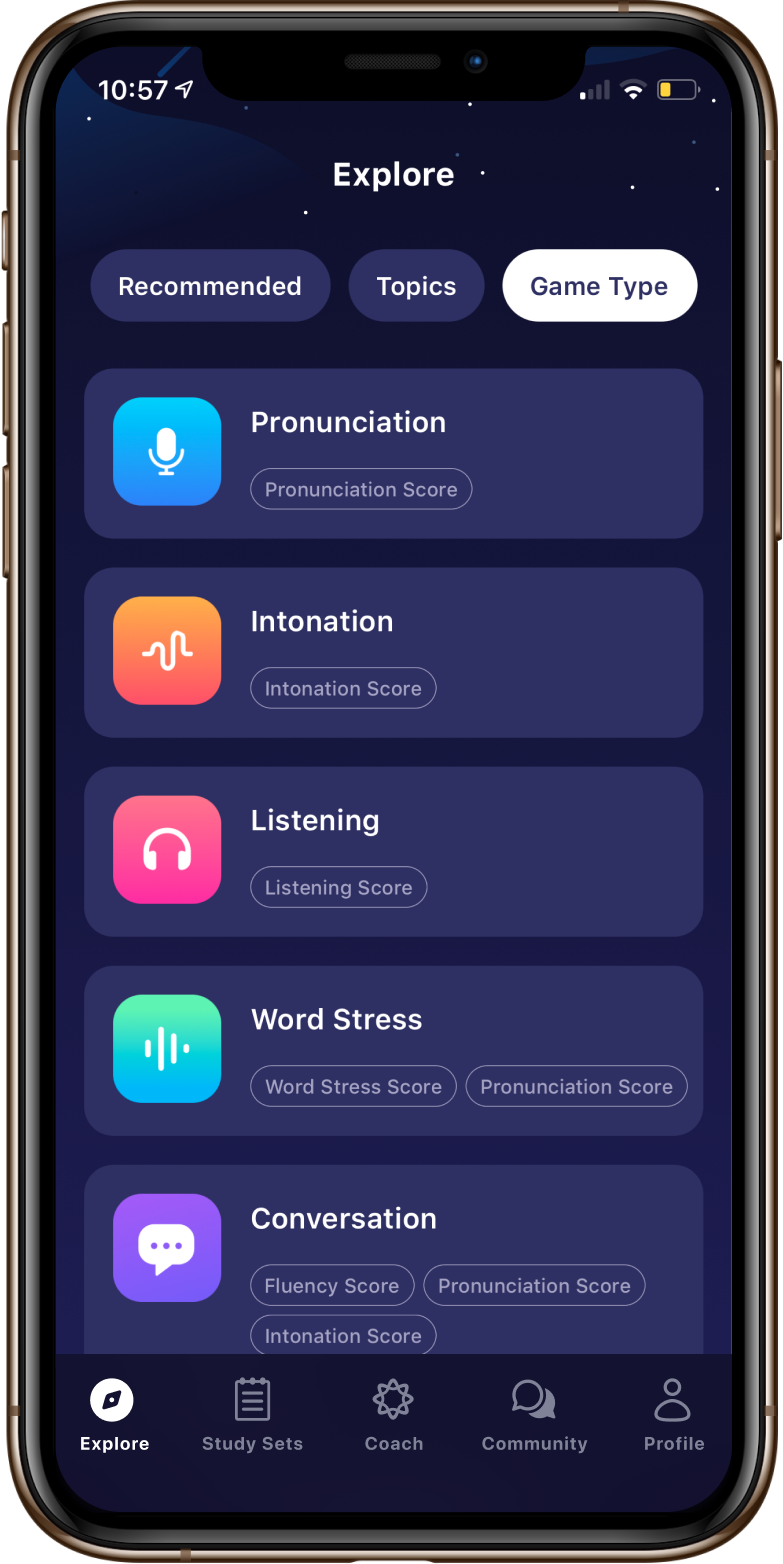 10:57
Explore
Recommended Topics Game Type
Pronunciation
Pronunciation Score
Intonation
Intonation Score
Listening
Listening Score
Word Stress
Word Stress Score Pronunciation Score
Conversation
Fluency Score Pronunciation Score
Intonation Score
Explore Study Sets Coach Community Profile